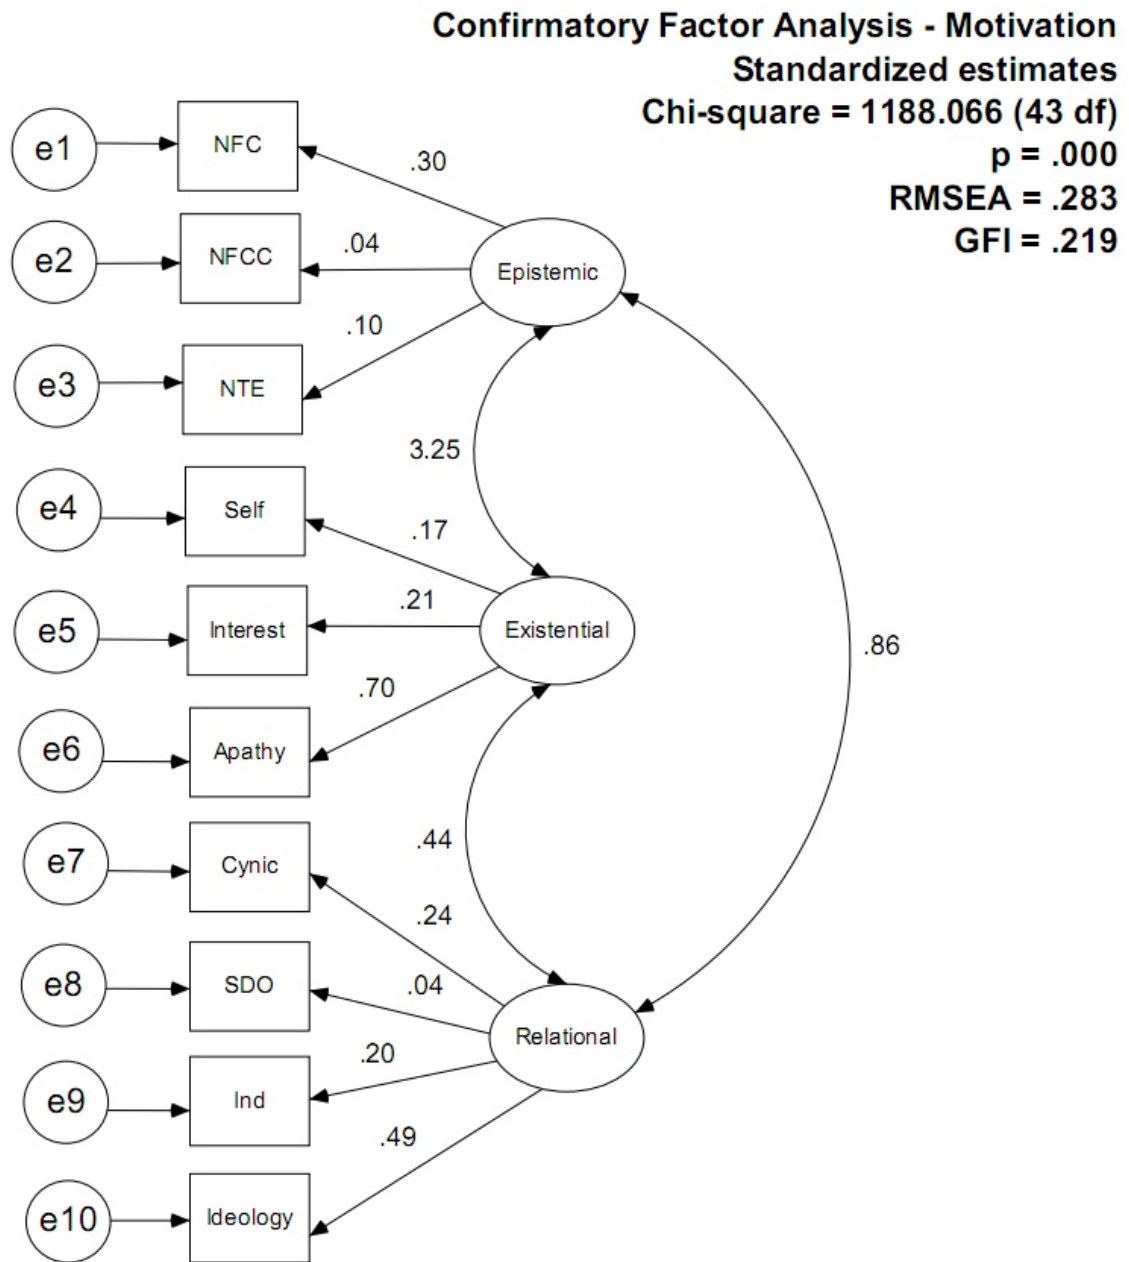 Confirmatory Factor Analysis - Motivation
Standardized estimates
Chi-square = 1188.066 (43 df)
p = .000
RMSEA = .283
GFI = .219
e1
NFC
.30
e2
NFCC
.04
Epistemic
.10
e3
NTE
3.25
e4
Self
.17
e5
Interest
.21
Existential
.86
.70
e6
Apathy
.44
e7
Cynic
.24
e8
SDO
.04
Relational
.20
e9
Ind
.49
e10
Ideology